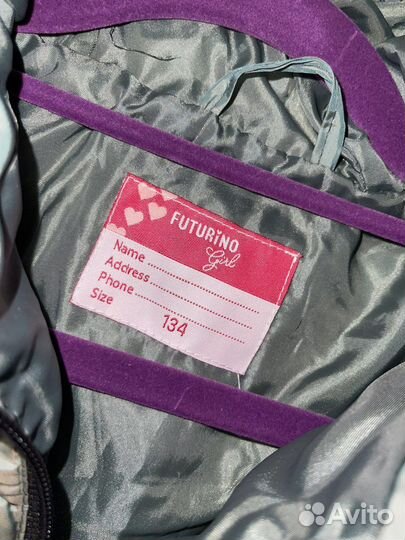 FUTURINO
Girl
Name
Address
Phone
Size 134
Avito